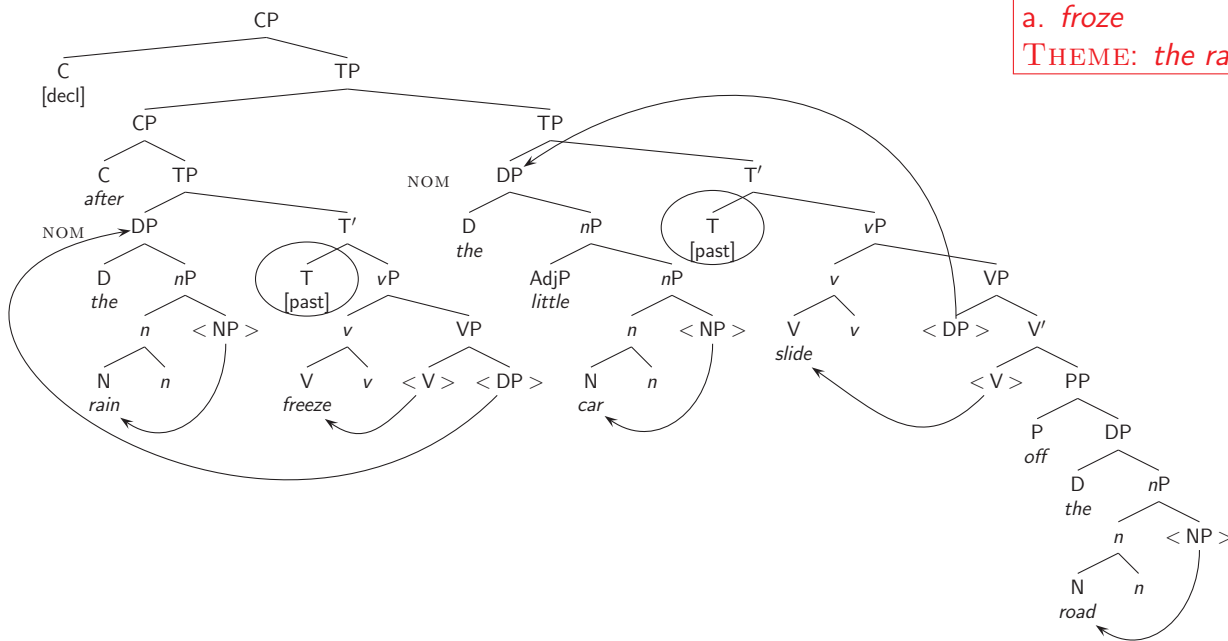 CP
a. froze
THEME: the ra
C TP
[decl]
CP TP
C TP NOM DP T′
after
NOM DP T′ D nP T vP
the [past]
D nP T vP AdjP nP v VP
the [past] little
n < NP > v VP n < NP > V v < DP > V′
slide
N n V v < V > < DP > N n < V > PP
rain freeze car
P DP
off
D nP
the
n < NP >
N n
road